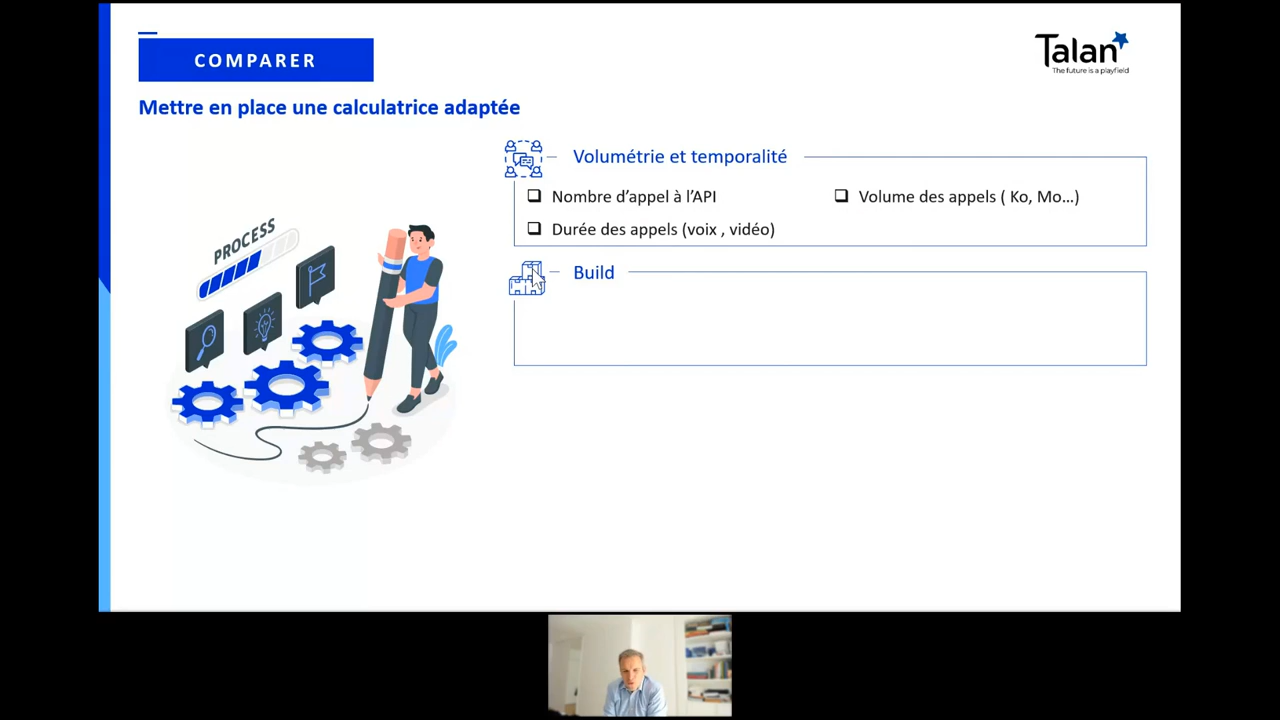 COMPARER
Talan
The future is a playfield
Mettre en place une calculatrice adaptée
Volumétrie et temporalité
❑ Nombre d’appel à l’API
❑ Volume des appels ( Ko, Mo…)
❑ Durée des appels (voix , vidéo)
PROCESS
Build